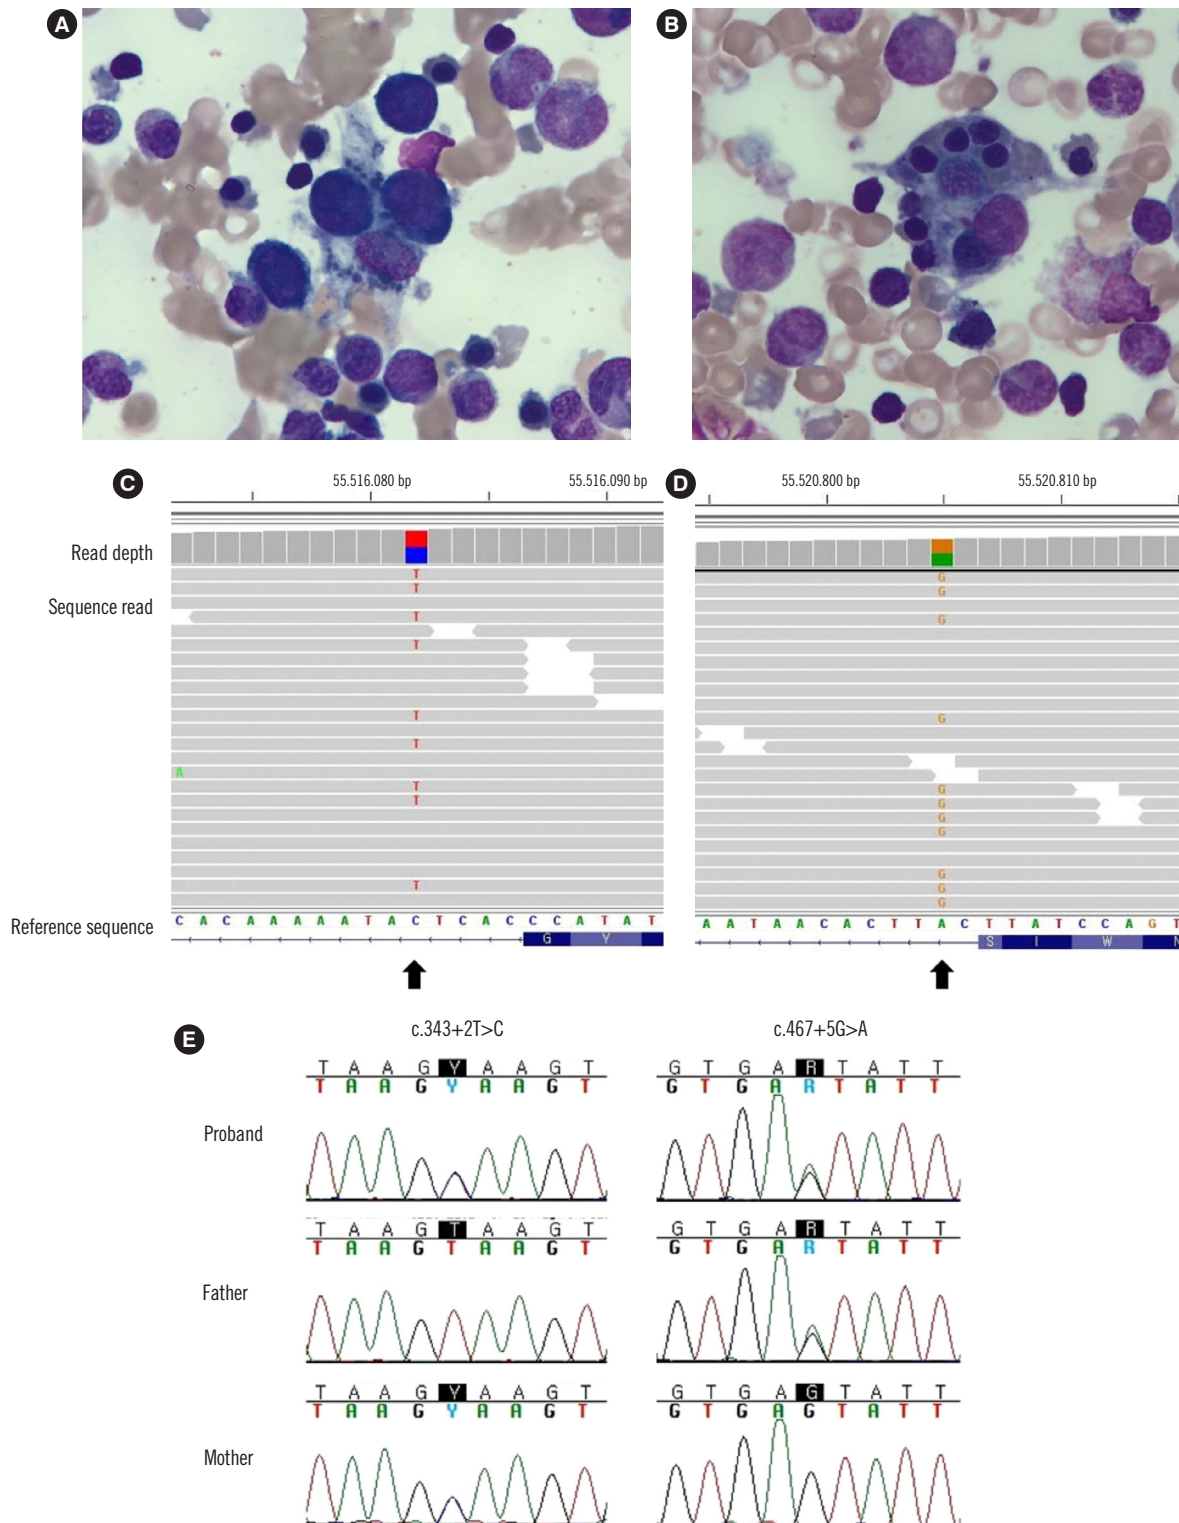 A
B
C
D
55.516.080 bp
55.516.090 bp
55.520.800 bp
55.520.810 bp
Read depth
Sequence read
T
T
T
T
T
T
A
T
T
T
G
G
G
G
G
G
G
G
G
G
G
Reference sequence
C A C A A A A A T A C T C A C C C A T A T
A A T A A C A C T T A C T T A T C C A G T
G Y
S I W N
E
c.343+2T>C
c.467+5G>A
Proband
T A A G Y A A G T
T A A G Y A A G T
G T G A R T A T T
G T G A R T A T T
Father
T A A G T A A G T
T A A G T A A G T
G T G A R T A T T
G T G A R T A T T
Mother
T A A G Y A A G T
T A A G Y A A G T
G T G A G T A T T
G T G A G T A T T